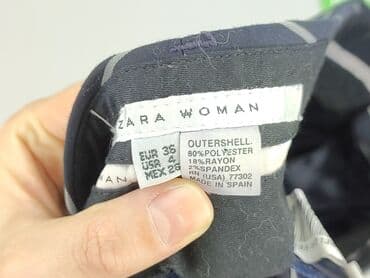 ZARA WOMAN
EUR 36
USA 4
MEX 26
OUTERSHELL.
80%POLYESTER
18%RAYON
2%SPANDEX
RN (USA) 77302
MADE IN SPAIN